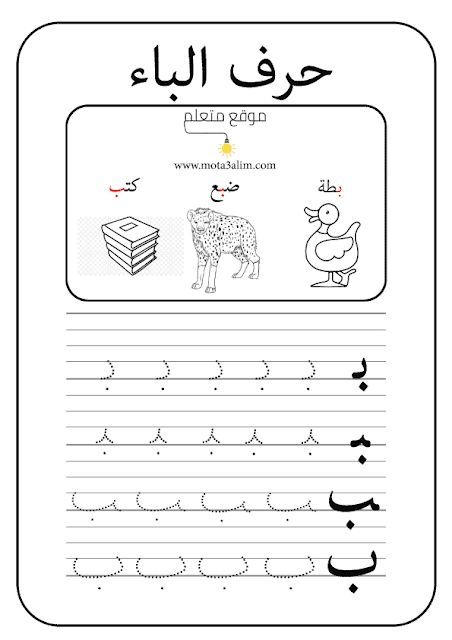 حرف الباء
موقع متعلم
www.mota3alim.com
بطة ضبع كتب
بـ بـ بـ بـ بـ بـ
ـبـ ـبـ ـبـ ـبـ ـبـ ـبـ
ـب ـب ـب ـب ـب
ب ب ب ب ب